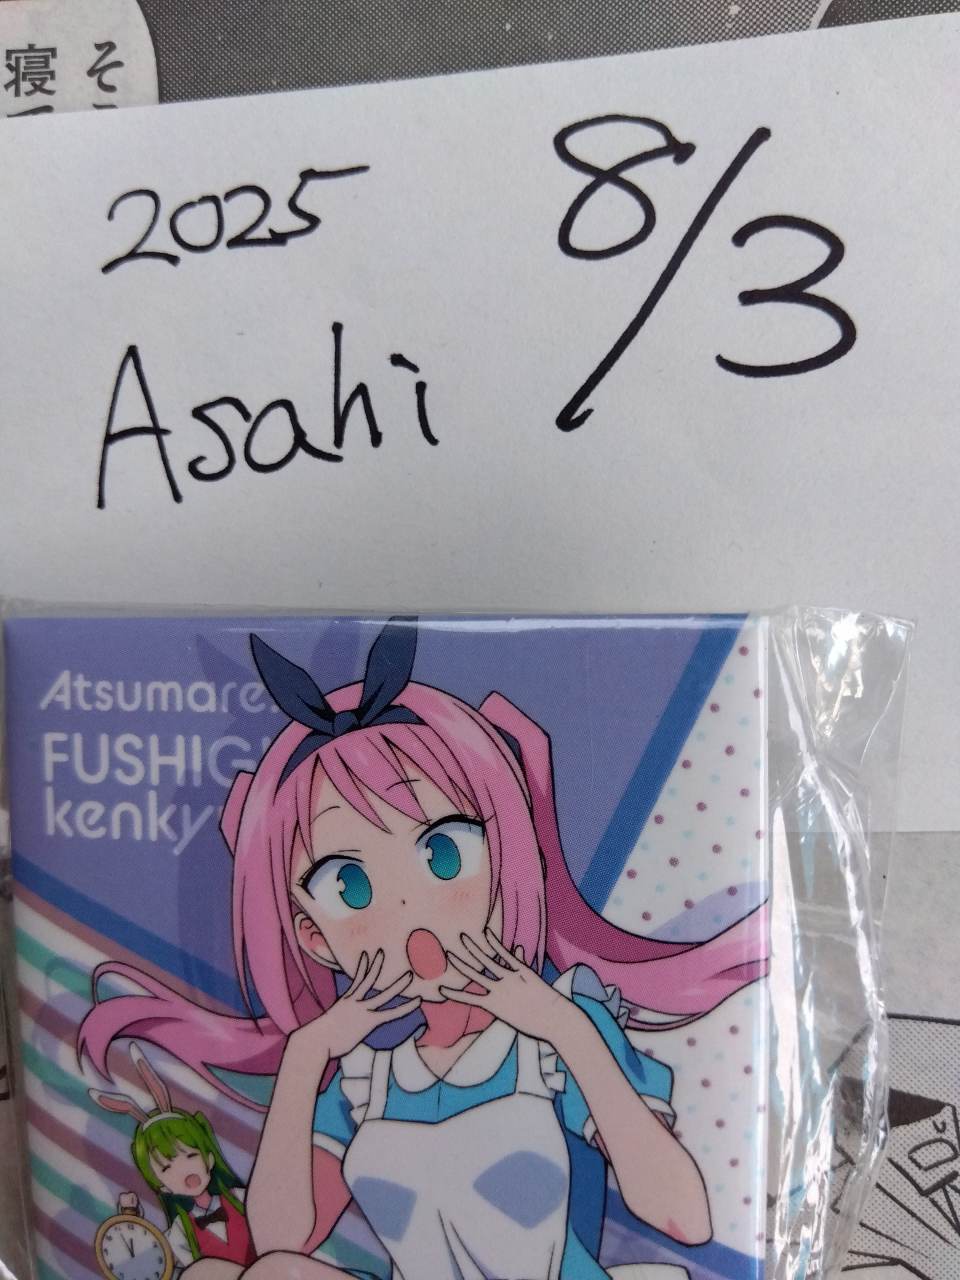 そ
寝
2025 8/3
Asahi
Atsumare
FUSHIG
kenky